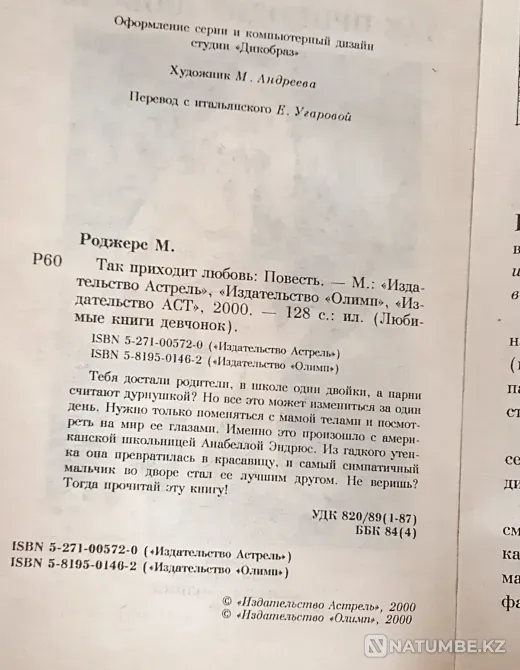 Оформление серии и компьютерный дизайн
студии «Дикобраз»
Художник М. Андреева
Перевод с итальянского Е. Угаровой
Роджерс М.
Р60
Так приходит любовь: Повесть. — М.: «Изда-
тельство Астрель», «Издательство «Олимп», «Из-
дательство АСТ», 2000. — 128 с.: ил. (Люби-
мые книги девчонок).
ISBN 5-271-00572-0 («Издательство Астрель»)
ISBN 5-8195-0146-2 («Издательство «Олимп»)
Тебя достали родители, в школе одни двойки, а парни
считают дурнушкой? Но все это может измениться за один
день. Нужно только поменяться с мамой телами и посмот-
реть на мир ее глазами. Именно это произошло с амери-
канской школьницей Анабеллой Эндрюс. Из гадкого утен-
ка она превратилась в красавицу, и самый симпатичный
мальчик во дворе стал ее лучшим другом. Не веришь?
Тогда прочитай эту книгу!
УДК 820/89(1-87)
ББК 84(4)
ISBN 5-271-00572-0 («Издательство Астрель»)
ISBN 5-8195-0146-2 («Издательство «Олимп»)
© «Издательство Астрель», 2000
© «Издательство «Олимп», 2000
NATUMBE.KZ